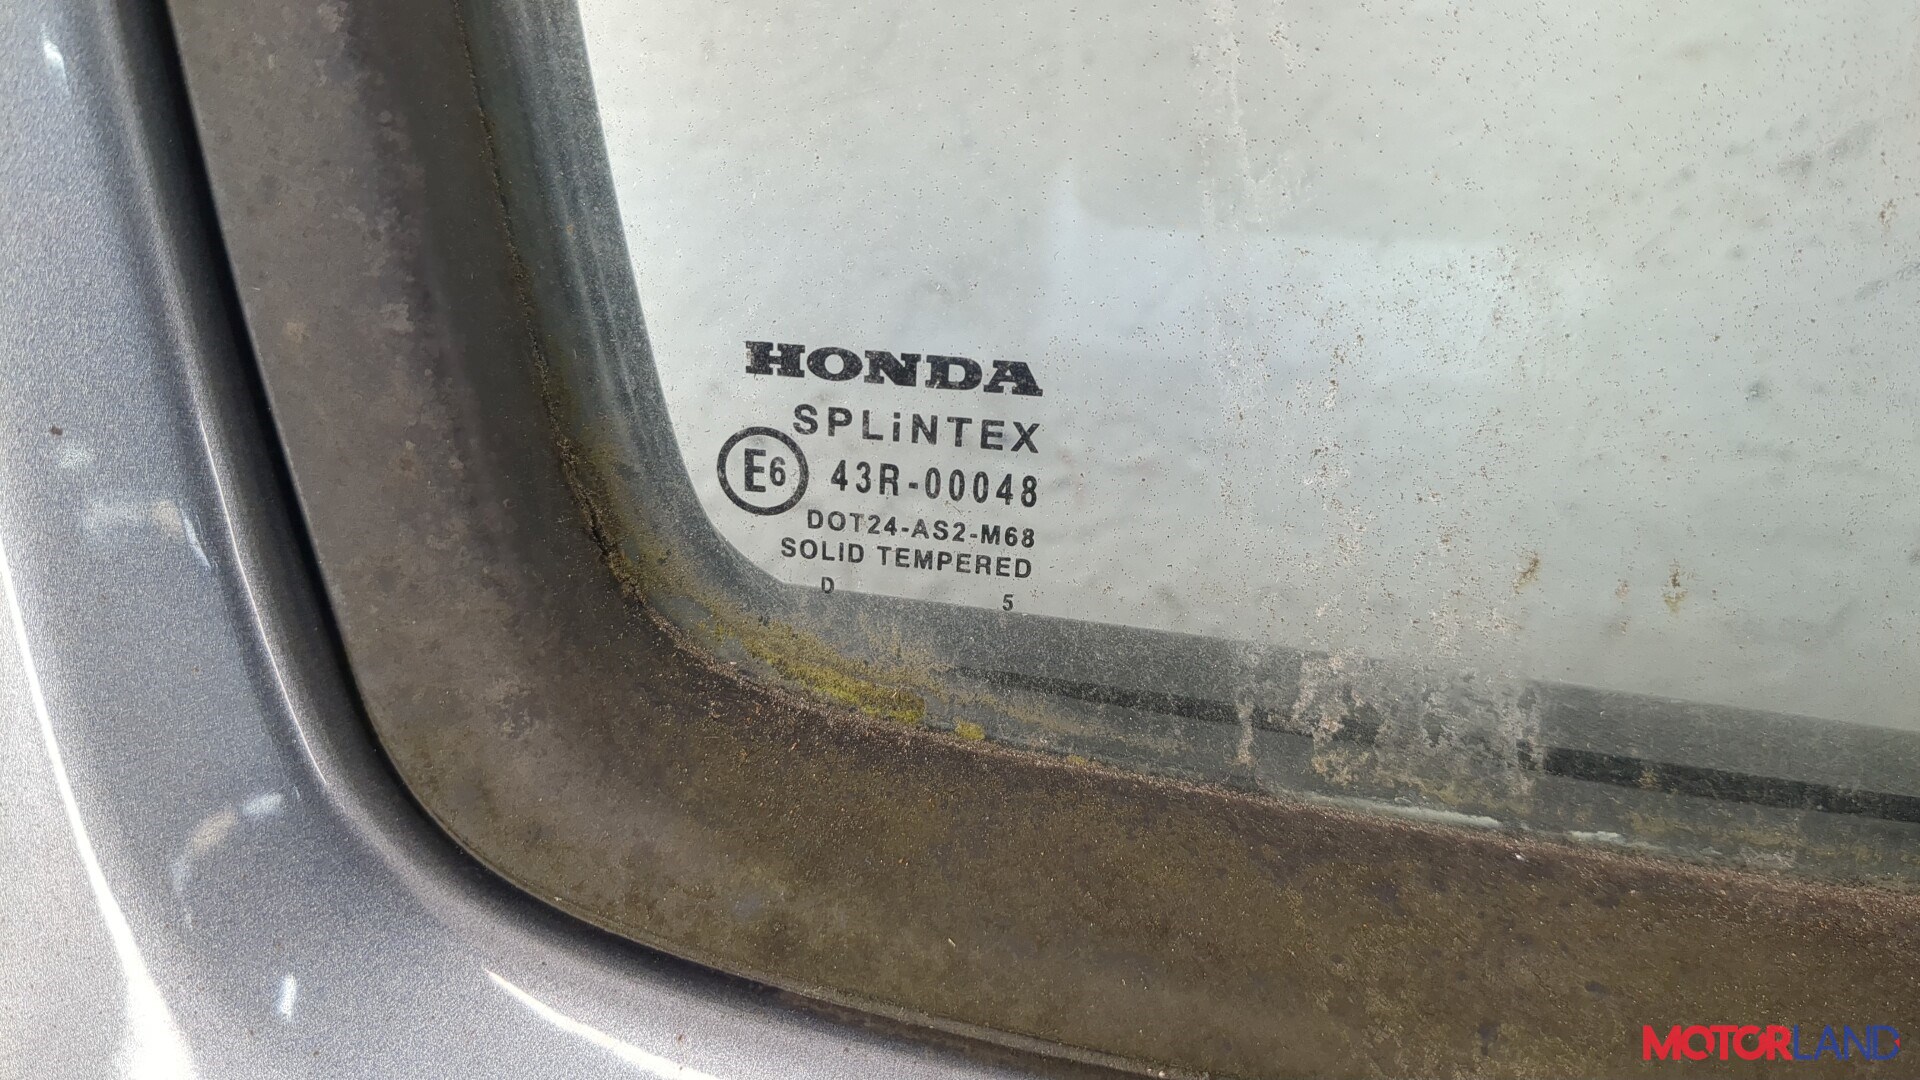 HONDA
SPLiNTEX
E6 43R-00048
DOT24-AS2-M68
SOLID TEMPERED
D 5
MOTORLAND